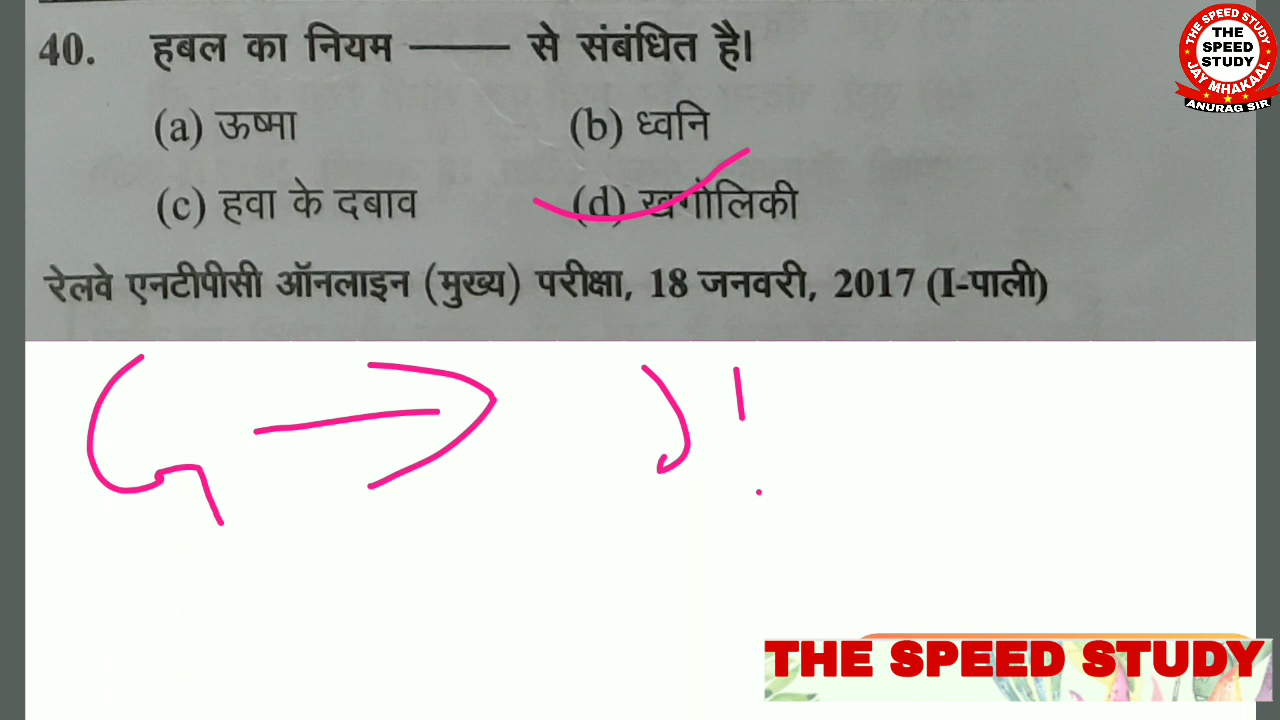 40. हबल का नियम ——— से संबंधित है।
(a) ऊष्मा (b) ध्वनि
(c) हवा के दबाव (d) खगोलिकी
रेलवे एनटीपीसी ऑनलाइन (मुख्य) परीक्षा, 18 जनवरी, 2017 (I-पाली)
THE SPEED STUDY
THE
SPEED
STUDY
JAY MHAKAAL
ANURAG SIR
THE SPEED STUDY